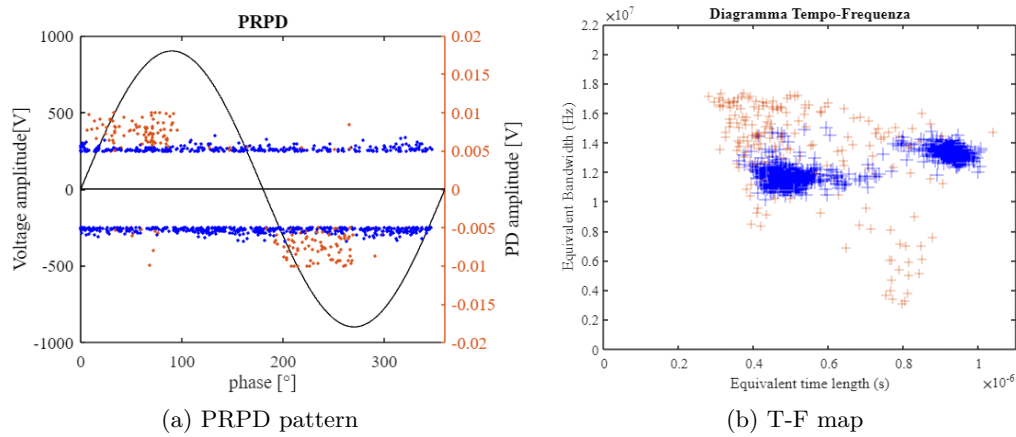 PRPD
1000
500
0
-500
-1000
Voltage amplitude[V]
0.02
0.015
0.01
0.005
0
-0.005
-0.01
-0.015
-0.02
PD amplitude [V]
0 100 200 300
phase [°]
(a) PRPD pattern
Diagramma Tempo-Frequenza
×10⁷
2.2
2
1.8
1.6
1.4
1.2
1
0.8
0.6
0.4
0.2
0
Equivalent Bandwidth (Hz)
0 0.2 0.4 0.6 0.8 1
Equivalent time length (s) ×10⁻⁶
(b) T-F map